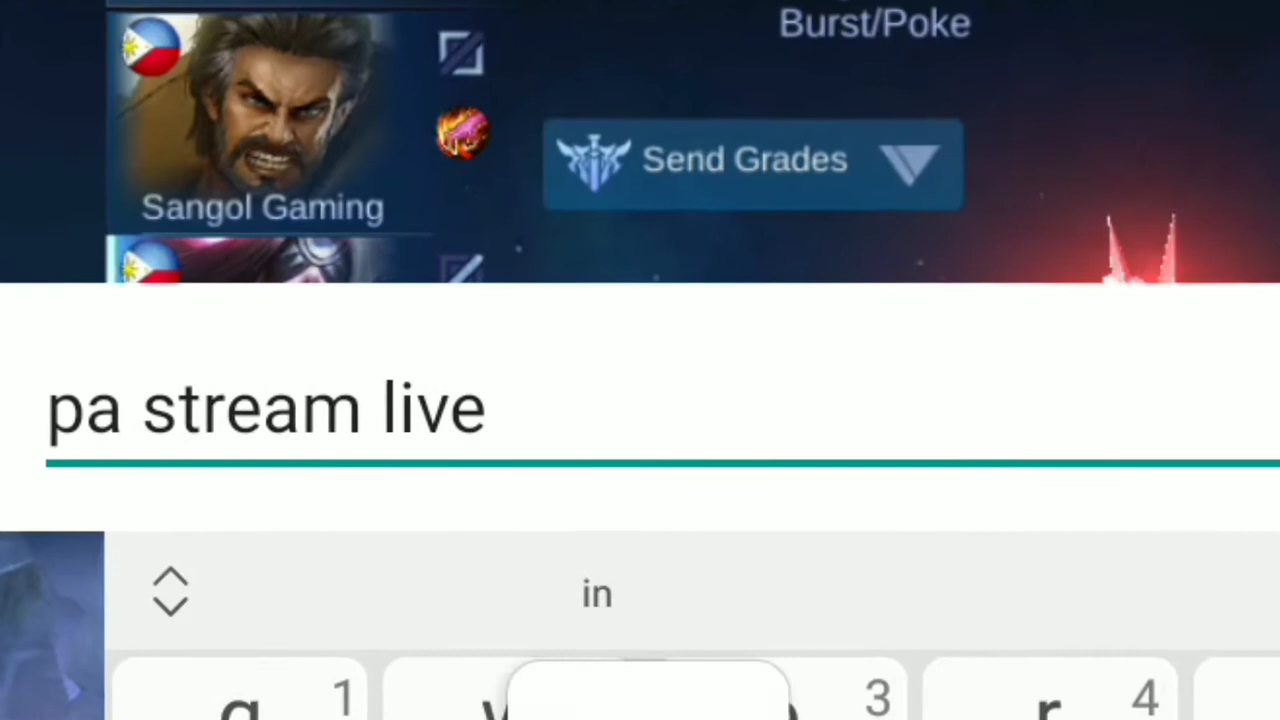 Burst/Poke
Send Grades
Sangol Gaming
pa stream live
in
1
3
4
q
r